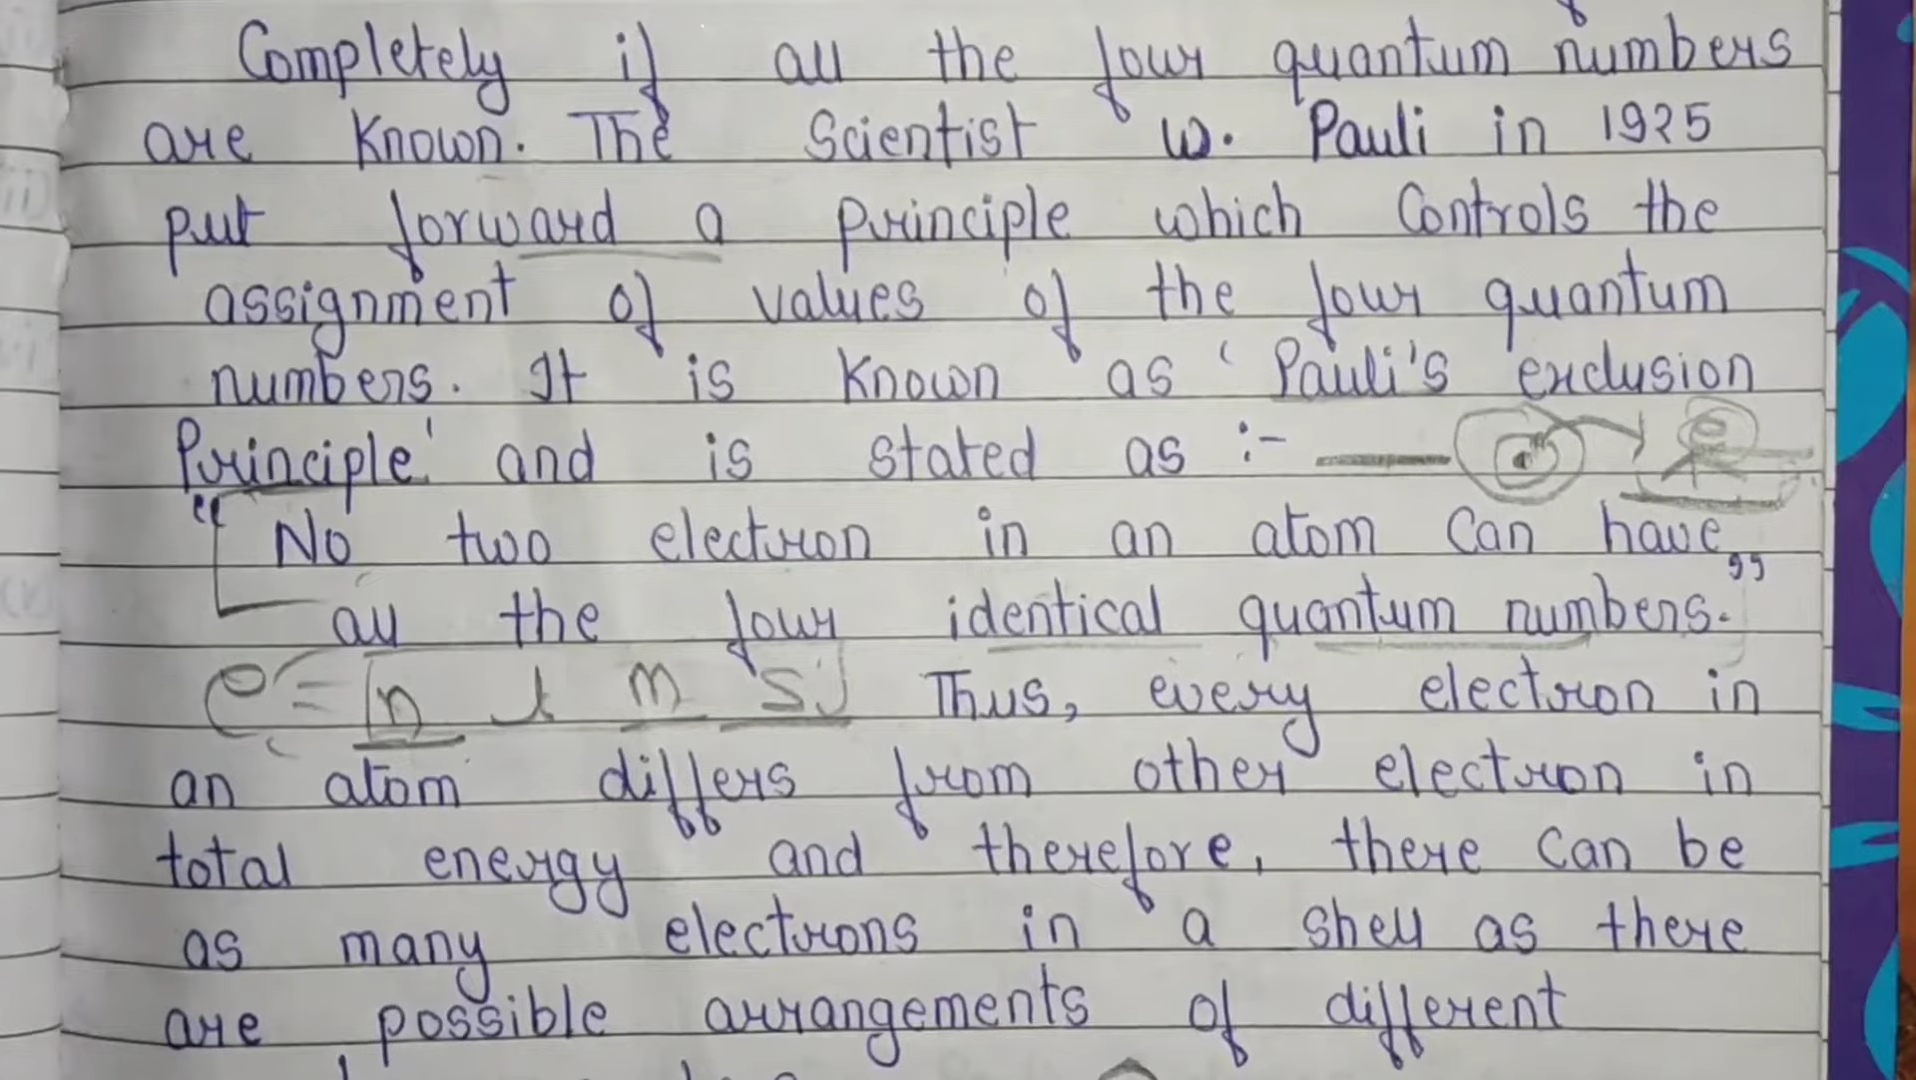 Completely if all the four quantum numbers
are known. The Scientist W. Pauli in 1925
put forward a principle which Controls the
assignment of values of the four quantum
numbers. It is known as 'Pauli's exclusion
Principle' and is stated as :-
"No two electron in an atom Can have
all the four identical quantum numbers."
e = n l m s Thus, every electron in
an atom differs from other electron in
total energy and therefore, there can be
as many electrons in a shell as there
are possible arrangements of different